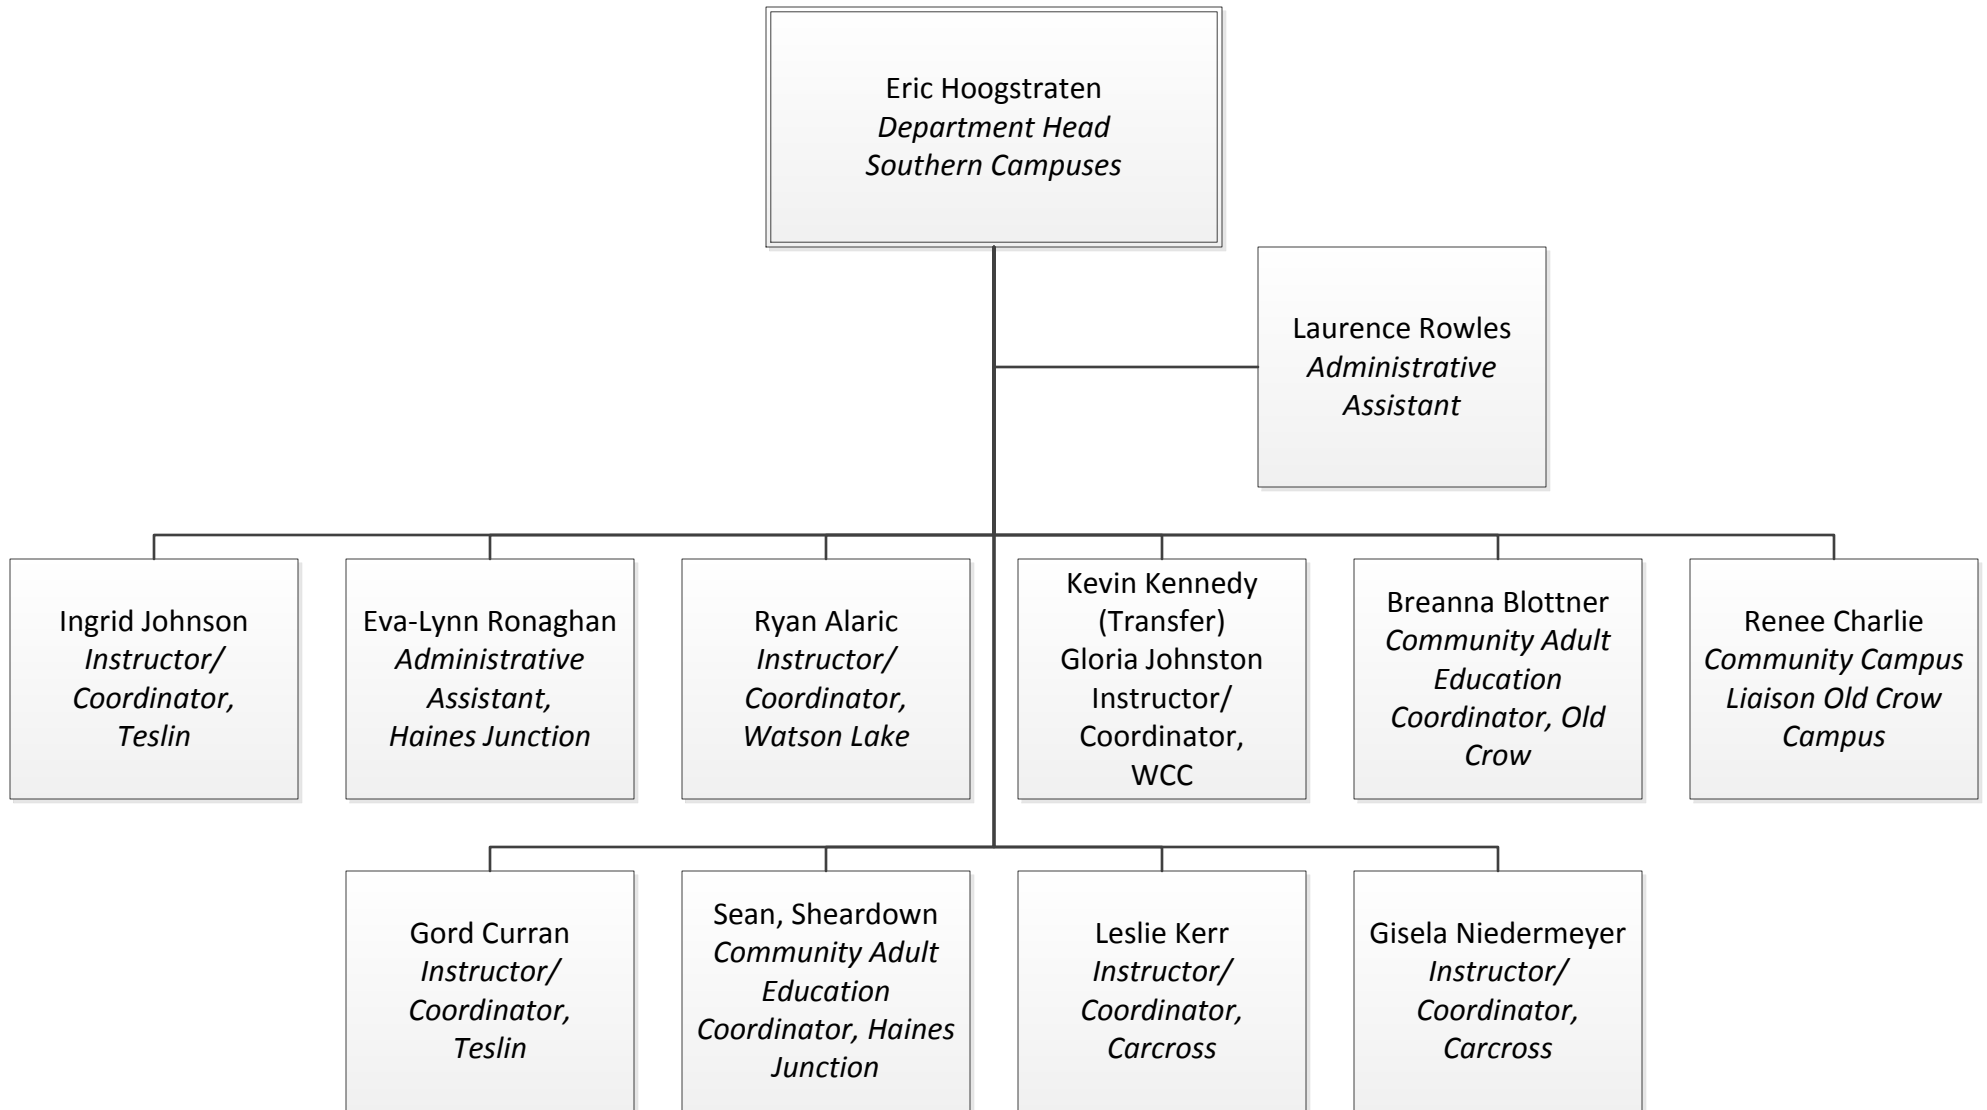 Eric Hoogstraten
Department Head
Southern Campuses
Laurence Rowles
Administrative
Assistant
Ingrid Johnson
Instructor/
Coordinator,
Teslin
Eva-Lynn Ronaghan
Administrative
Assistant,
Haines Junction
Ryan Alaric
Instructor/
Coordinator,
Watson Lake
Kevin Kennedy
(Transfer)
Gloria Johnston
Instructor/
Coordinator,
WCC
Breanna Blottner
Community Adult
Education
Coordinator, Old
Crow
Renee Charlie
Community Campus
Liaison Old Crow
Campus
Gord Curran
Instructor/
Coordinator,
Teslin
Sean, Sheardown
Community Adult
Education
Coordinator, Haines
Junction
Leslie Kerr
Instructor/
Coordinator,
Carcross
Gisela Niedermeyer
Instructor/
Coordinator,
Carcross